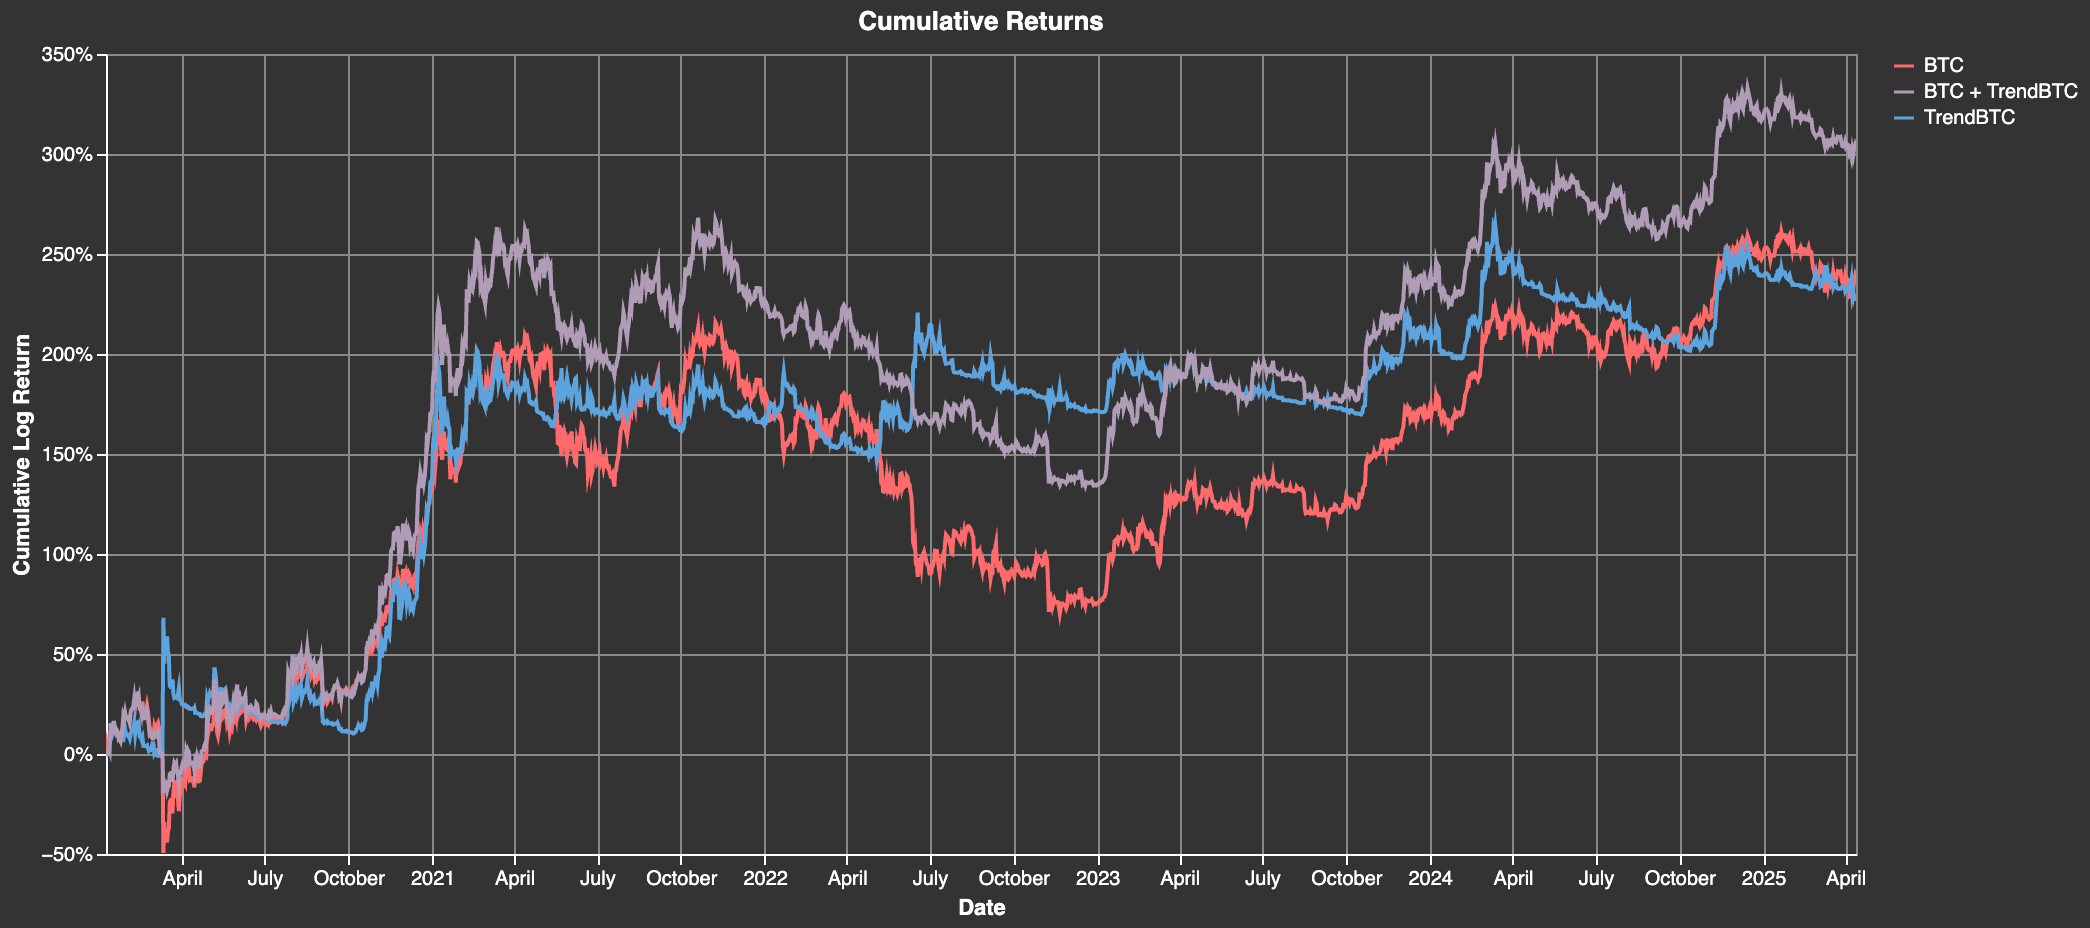 Cumulative Returns
350%
300%
250%
200%
150%
100%
50%
0%
−50%
Cumulative Log Return
April July October 2021 April July October 2022 April July October 2023 April July October 2024 April July October 2025 April
Date
BTC
BTC + TrendBTC
TrendBTC